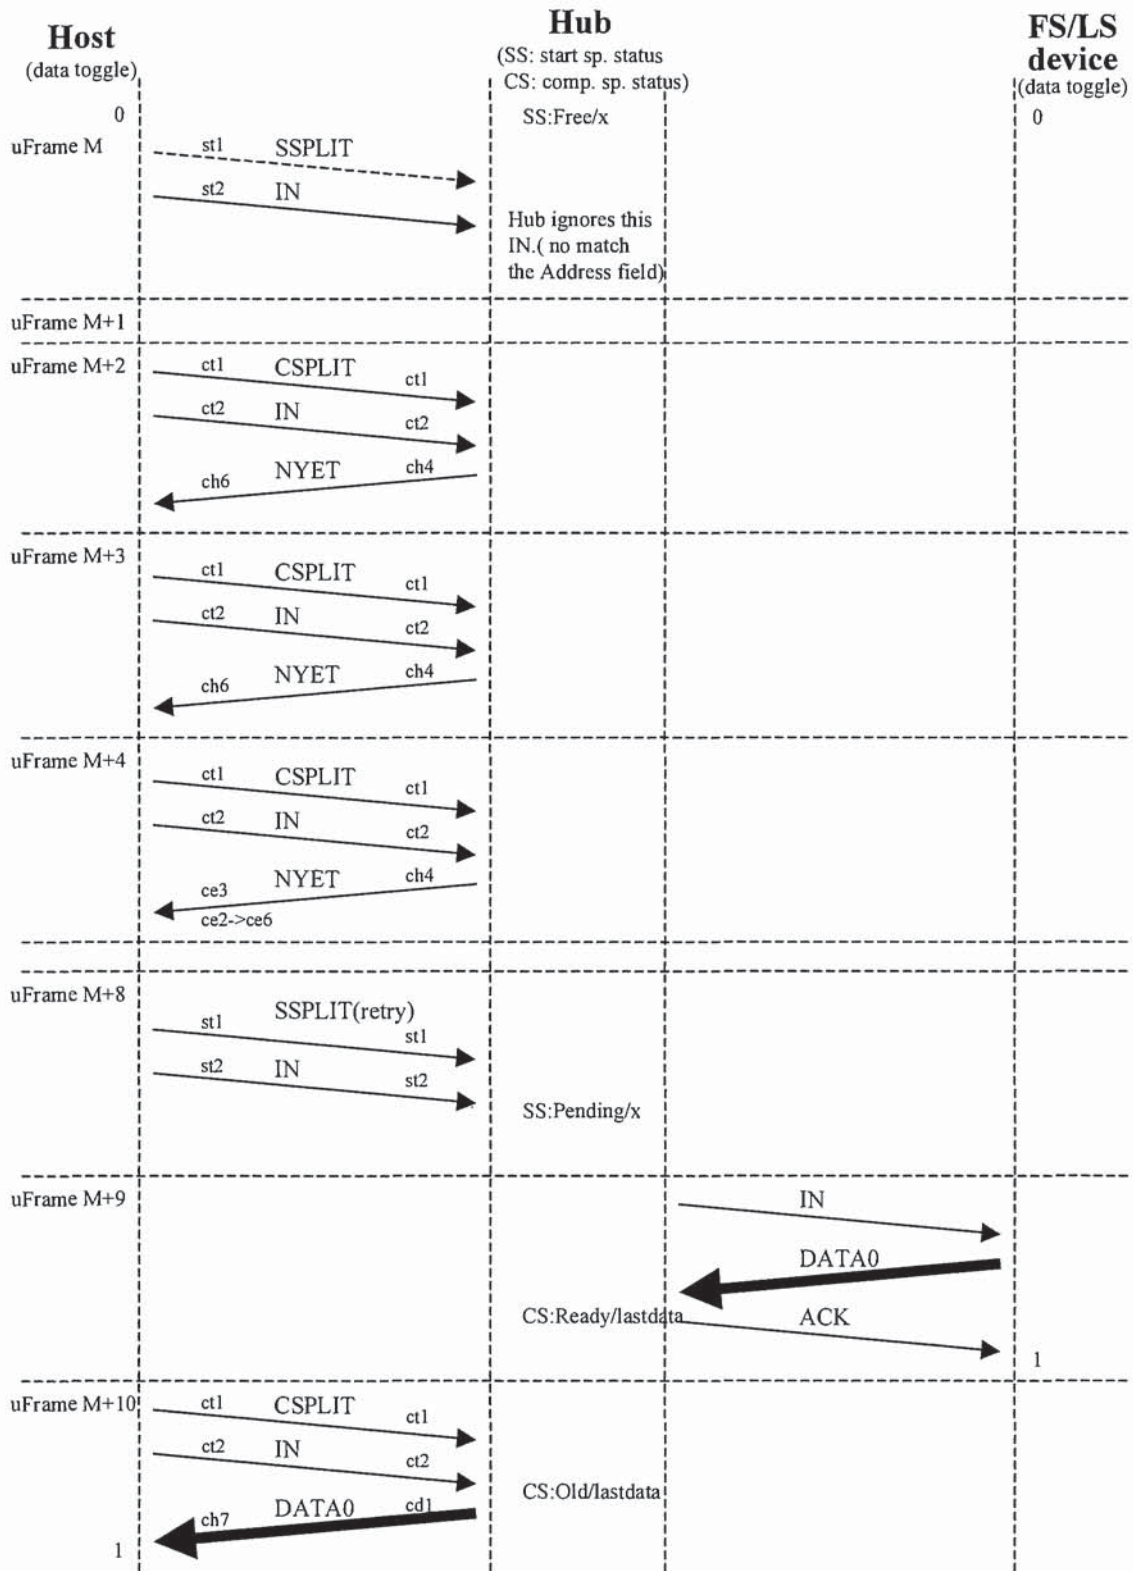 Host
(data toggle)
Hub
(SS: start sp. status
CS: comp. sp. status)
FS/LS
device
(data toggle)
0
SS:Free/x
0
uFrame M
st1 SSPLIT
st2 IN
Hub ignores this
IN.( no match
the Address field)
uFrame M+1
uFrame M+2
ct1 CSPLIT ct1
ct2 IN ct2
ch6 NYET ch4
uFrame M+3
ct1 CSPLIT ct1
ct2 IN ct2
ch6 NYET ch4
uFrame M+4
ct1 CSPLIT ct1
ct2 IN ct2
ce3 NYET ch4
ce2->ce6
uFrame M+8
SSPLIT(retry)
st1 st1
st2 IN st2
SS:Pending/x
uFrame M+9
IN
DATA0
CS:Ready/lastdata ACK
1
uFrame M+10
ct1 CSPLIT ct1
ct2 IN ct2
CS:Old/lastdata
ch7 DATA0 cd1
1